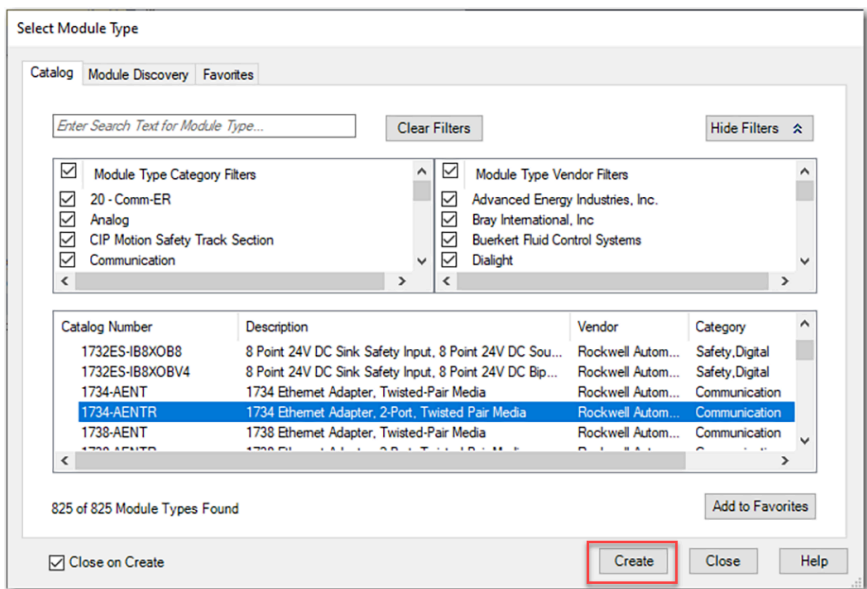 Select Module Type
Catalog Module Discovery Favorites
Enter Search Text for Module Type... Clear Filters Hide Filters
Module Type Category Filters
20 - Comm-ER
Analog
CIP Motion Safety Track Section
Communication
Module Type Vendor Filters
Advanced Energy Industries, Inc.
Bray International, Inc
Buerkert Fluid Control Systems
Dialight
Catalog Number Description Vendor Category
1732ES-IB8XOB8 8 Point 24V DC Sink Safety Input, 8 Point 24V DC Sou... Rockwell Autom... Safety,Digital
1732ES-IB8XOBV4 8 Point 24V DC Sink Safety Input, 8 Point 24V DC Bip... Rockwell Autom... Safety,Digital
1734-AENT 1734 Ethernet Adapter, Twisted-Pair Media Rockwell Autom... Communication
1734-AENTR 1734 Ethernet Adapter, 2-Port, Twisted Pair Media Rockwell Autom... Communication
1738-AENT 1738 Ethernet Adapter, Twisted-Pair Media Rockwell Autom... Communication
825 of 825 Module Types Found Add to Favorites
Close on Create Create Close Help